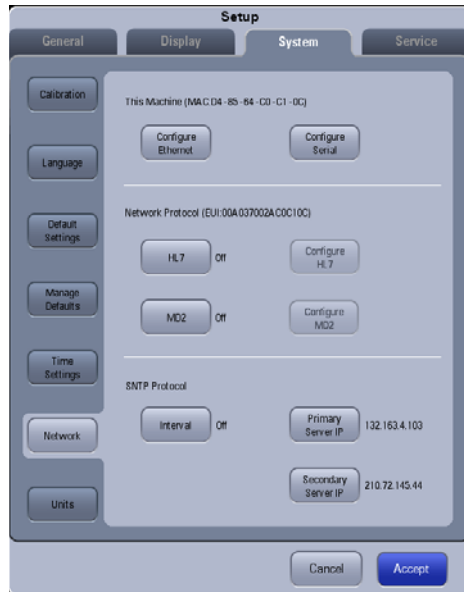 Setup
General
Display
System
Service
Calibration
Language
Default
Settings
Manage
Defaults
Time
Settings
Network
Units
This Machine (MAC:D4-85-64-C0-C1-0C)
Configure
Ethernet
Configure
Serial
Network Protocol (EUI:00A037002AC0C10C)
HL7
Off
Configure
HL7
MD2
Off
Configure
MD2
SNTP Protocol
Interval
Off
Primary
Server IP
132.163.4.103
Secondary
Server IP
210.72.145.44
Cancel
Accept